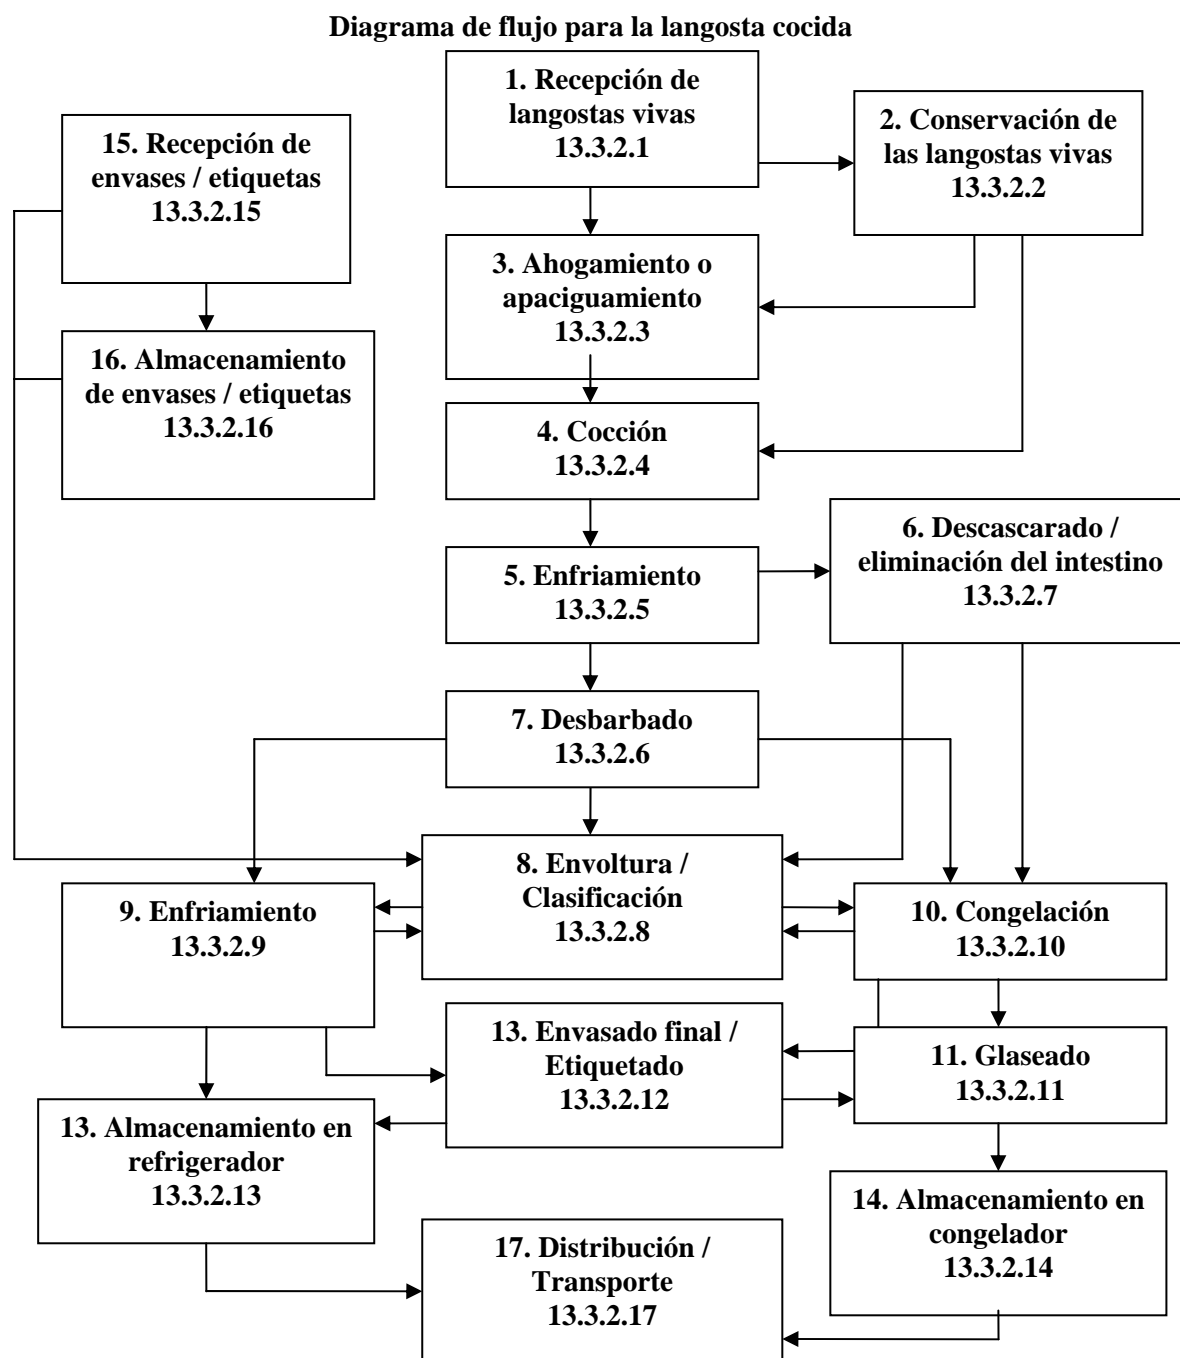 Diagrama de flujo para la langosta cocida
1. Recepción de
langostas vivas
13.3.2.1
2. Conservación de
las langostas vivas
13.3.2.2
15. Recepción de
envases / etiquetas
13.3.2.15
3. Ahogamiento o
apaciguamiento
13.3.2.3
16. Almacenamiento
de envases / etiquetas
13.3.2.16
4. Cocción
13.3.2.4
6. Descascarado /
eliminación del intestino
13.3.2.7
5. Enfriamiento
13.3.2.5
7. Desbarbado
13.3.2.6
8. Envoltura /
Clasificación
13.3.2.8
9. Enfriamiento
13.3.2.9
10. Congelación
13.3.2.10
13. Envasado final /
Etiquetado
13.3.2.12
11. Glaseado
13.3.2.11
13. Almacenamiento en
refrigerador
13.3.2.13
14. Almacenamiento en
congelador
13.3.2.14
17. Distribución /
Transporte
13.3.2.17